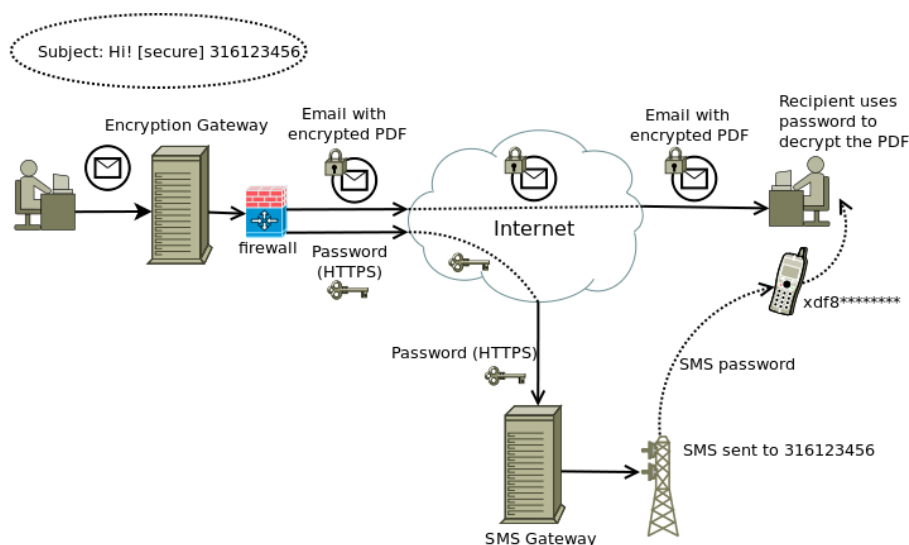 Subject: Hi! [secure] 316123456
Encryption Gateway
Email with
encrypted PDF
Email with
encrypted PDF
Recipient uses
password to
decrypt the PDF
Internet
firewall
Password
(HTTPS)
xdf8********
Password (HTTPS)
SMS password
SMS sent to 316123456
SMS Gateway